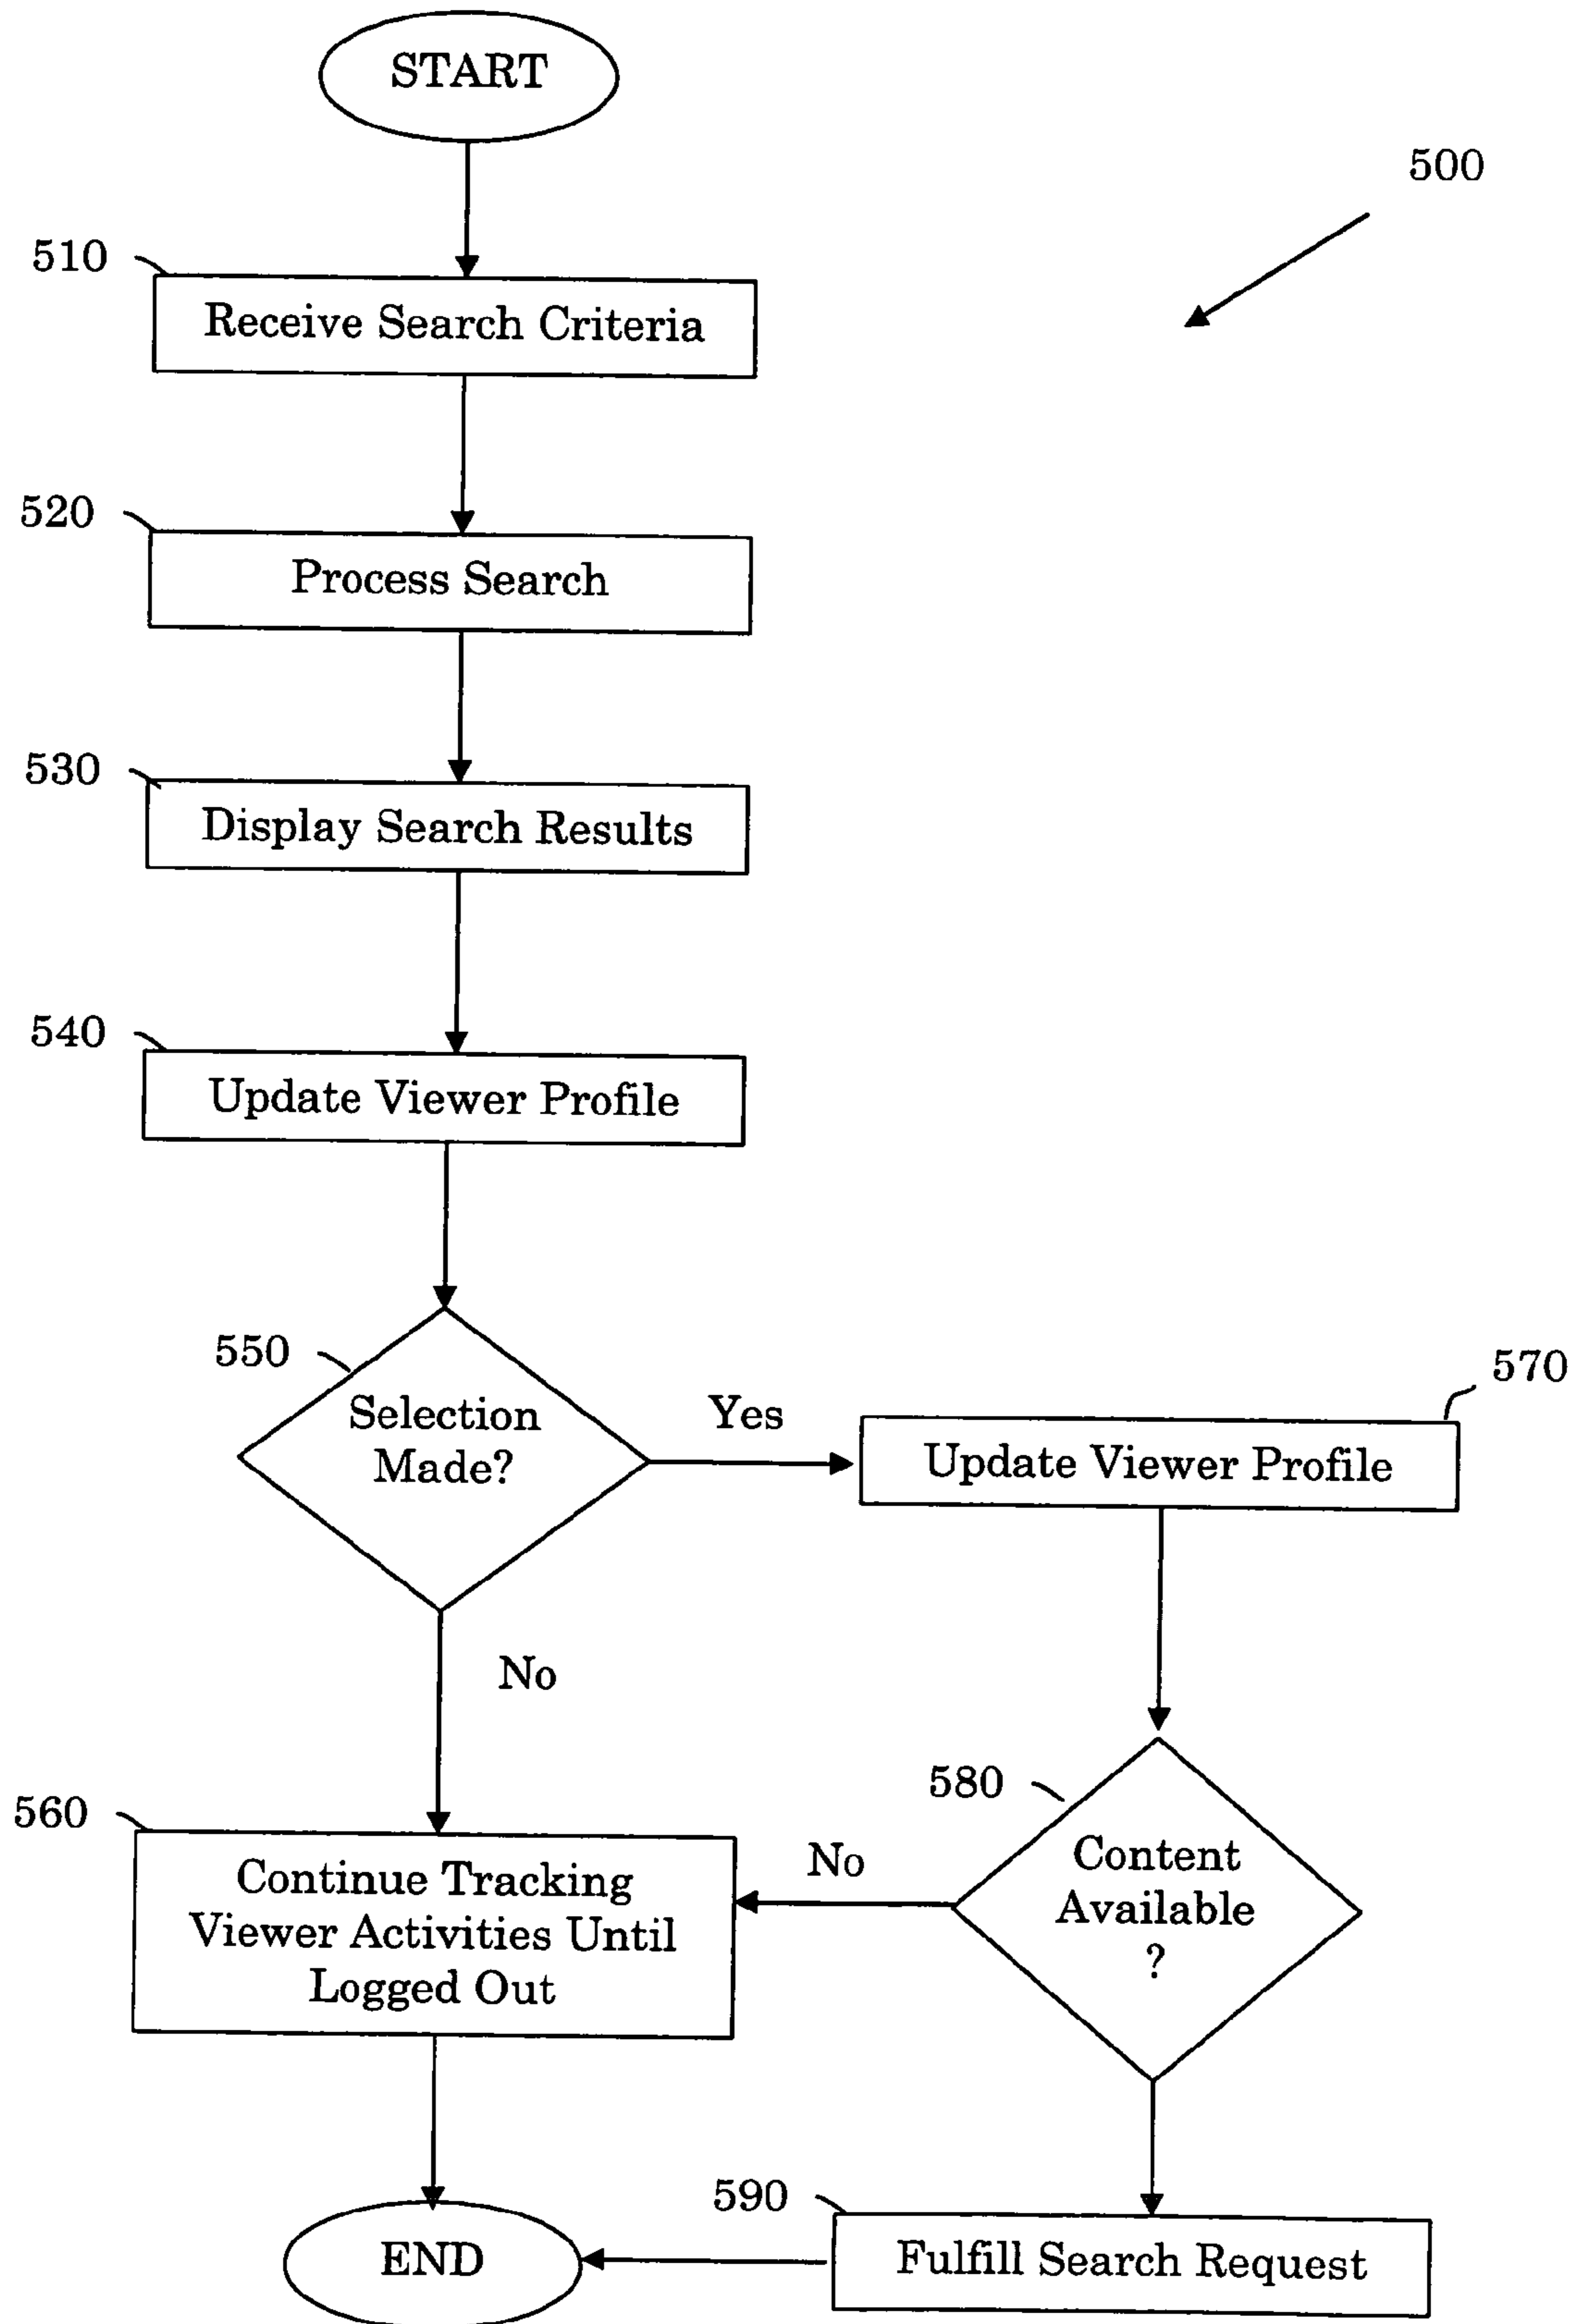 START
500
510
Receive Search Criteria
520
Process Search
530
Display Search Results
540
Update Viewer Profile
550
Selection
Made?
Yes
570
Update Viewer Profile
No
580
Content
Available
?
No
560
Continue Tracking
Viewer Activities Until
Logged Out
590
Fulfill Search Request
END